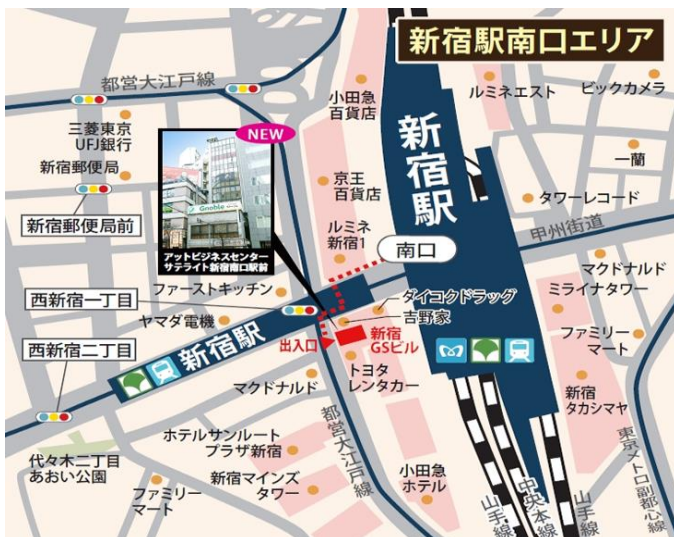 新宿駅南口エリア
都営大江戸線
三菱東京
UFJ銀行
新宿郵便局
新宿郵便局前
NEW
Gnoble
アットビジネスセンター
サテライト新宿南口駅前
小田急
百貨店
京王
百貨店
ルミネ
新宿1
新宿駅
南口
ルミネエスト
ビックカメラ
一蘭
タワーレコード
甲州街道
マクドナルド
ミライナタワー
ファミリー
マート
新宿
タカシマヤ
西新宿一丁目
ファーストキッチン
ヤマダ電機
西新宿二丁目
新宿駅
出入口
ダイコクドラッグ
吉野家
新宿
GSビル
トヨタ
レンタカー
マクドナルド
代々木二丁目
あおい公園
ファミリー
マート
ホテルサンルート
プラザ新宿
新宿マインズ
タワー
都営大江戸線
小田急
ホテル
山手線
中央本線
山手線
東京メトロ副都心線